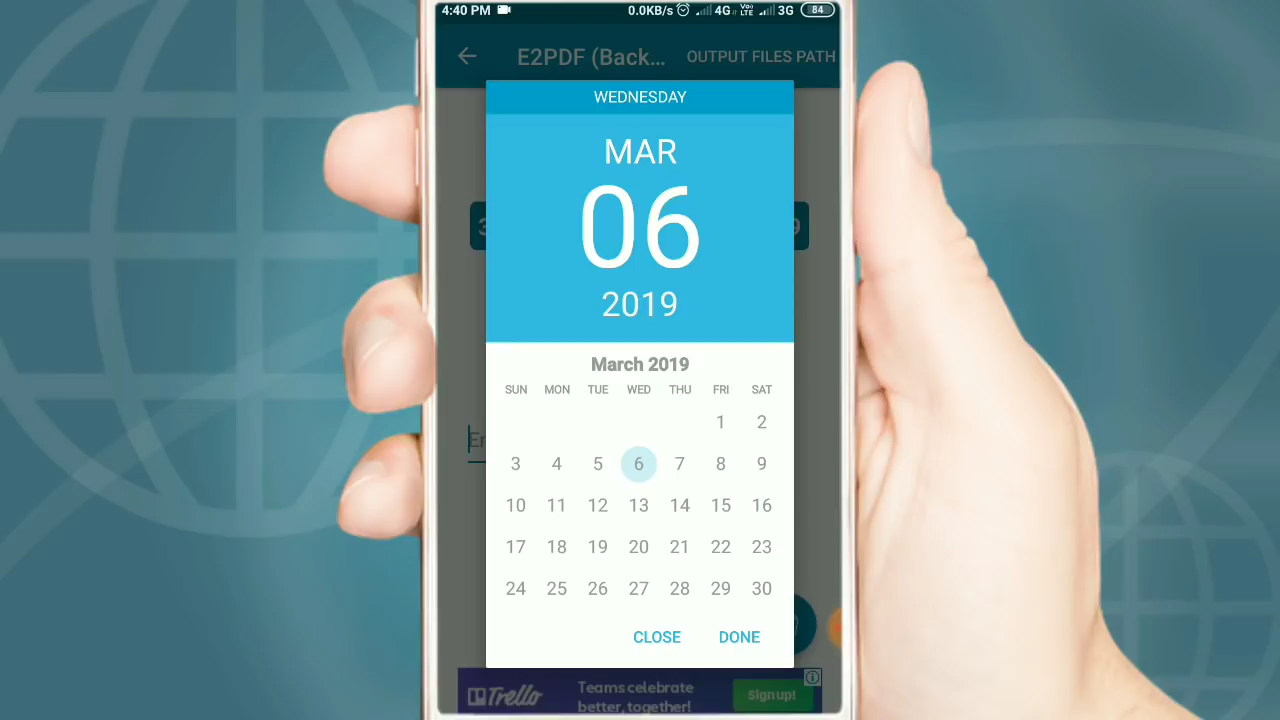 4:40 PM 0.0KB/s 4G Vo) LTE 3G 84
E2PDF (Back... OUTPUT FILES PATH
WEDNESDAY
MAR
06
2019
March 2019
SUN MON TUE WED THU FRI SAT
1 2
3 4 5 6 7 8 9
10 11 12 13 14 15 16
17 18 19 20 21 22 23
24 25 26 27 28 29 30
CLOSE DONE
Trello Teams celebrate better, together! Sign up!